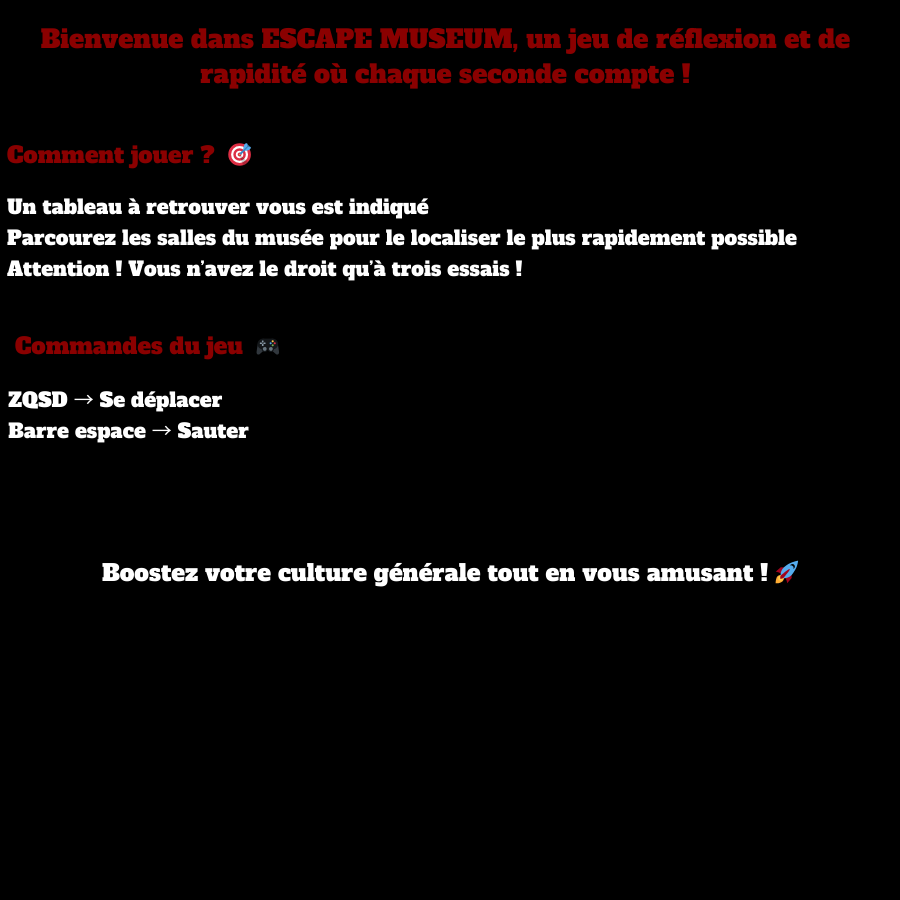 Bienvenue dans ESCAPE MUSEUM, un jeu de réflexion et de
rapidité où chaque seconde compte !
Comment jouer ? 🎯
Un tableau à retrouver vous est indiqué
Parcourez les salles du musée pour le localiser le plus rapidement possible
Attention ! Vous n’avez le droit qu’à trois essais !
Commandes du jeu 🎮
ZQSD → Se déplacer
Barre espace → Sauter
Boostez votre culture générale tout en vous amusant ! 🚀